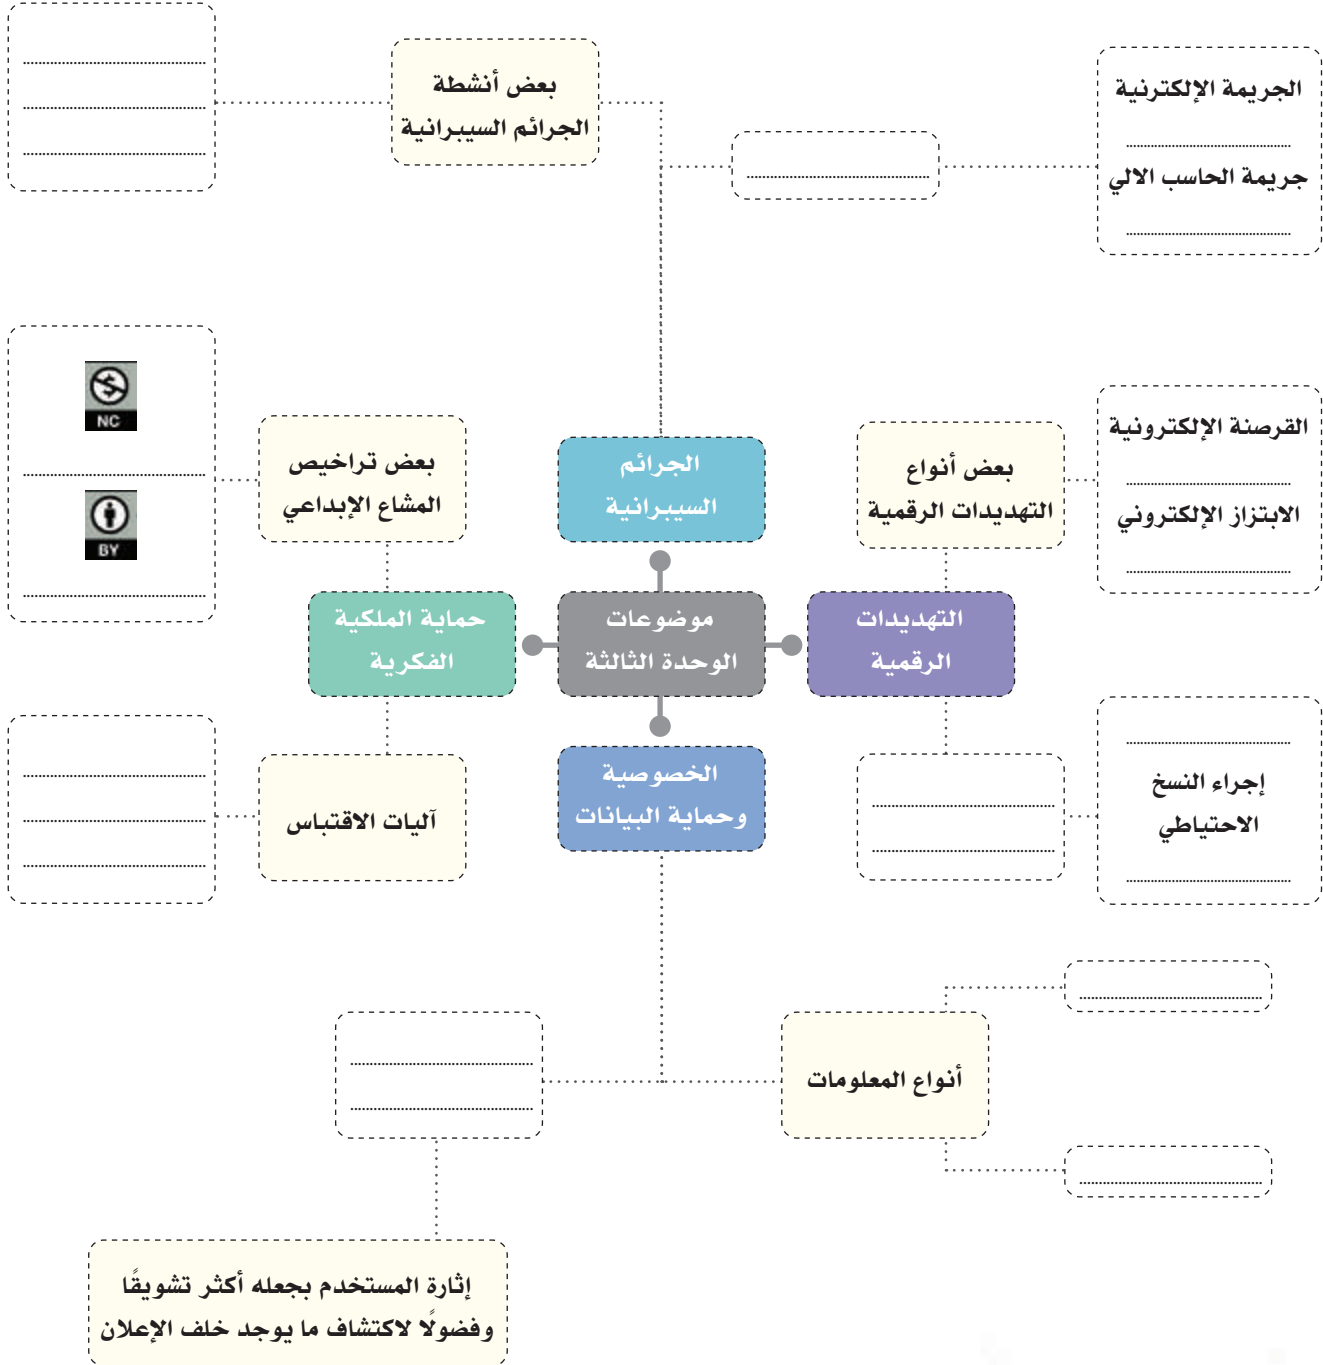 بعض أنشطة
الجرائم السيبرانية
الجريمة الإلكترنية
جريمة الحاسب الالي
NC
BY
بعض تراخيص
المشاع الإبداعي
الجرائم
السيبرانية
بعض أنواع
التهديدات الرقمية
القرصنة الإلكترونية
الابتزاز الإلكتروني
حماية الملكية
الفكرية
موضوعات
الوحدة الثالثة
التهديدات
الرقمية
آليات الاقتباس
الخصوصية
وحماية البيانات
إجراء النسخ
الاحتياطي
أنواع المعلومات
إثارة المستخدم بجعله أكثر تشويقًا
وفضولًا لاكتشاف ما يوجد خلف الإعلان